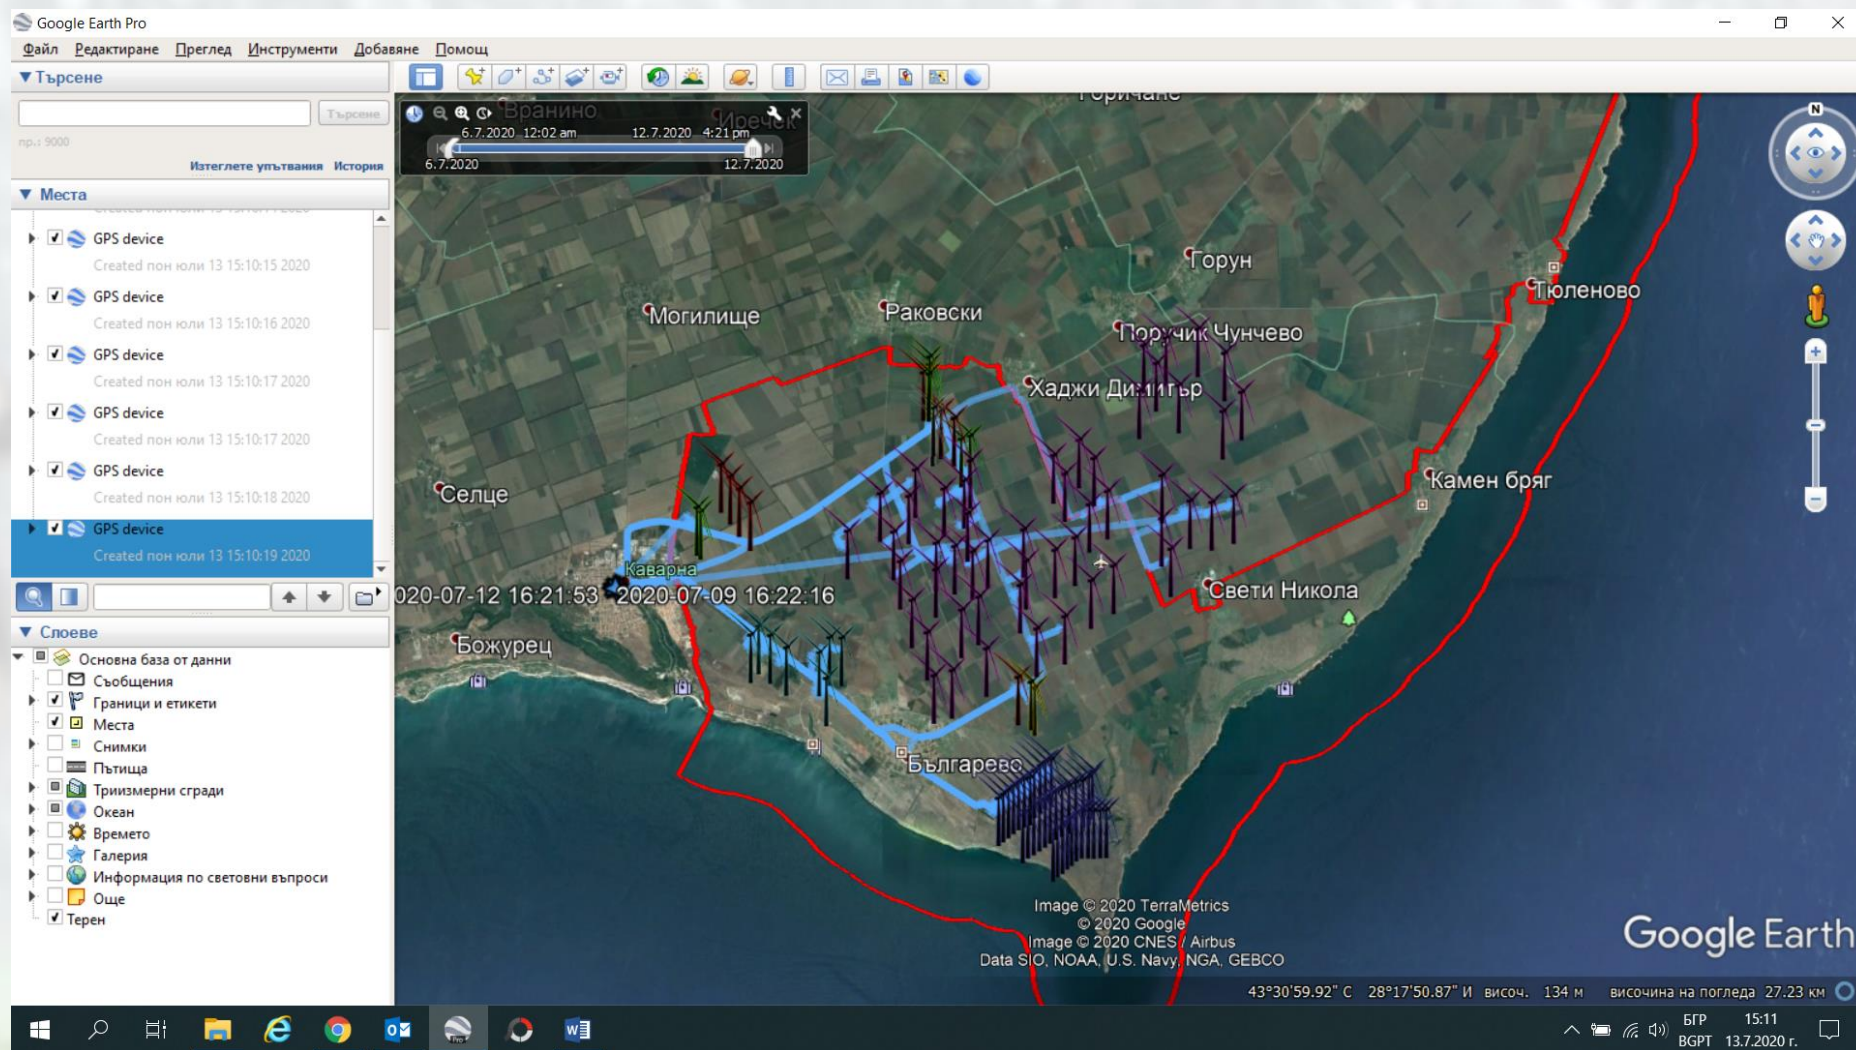 Google Earth Pro
Файл Редактиране Преглед Инструменти Добавяне Помощ
Търсене
Търсене
пр.: 9000
Изтеглете упътвания История
Места
GPS device
Created пон юли 13 15:10:15 2020
GPS device
Created пон юли 13 15:10:16 2020
GPS device
Created пон юли 13 15:10:17 2020
GPS device
Created пон юли 13 15:10:17 2020
GPS device
Created пон юли 13 15:10:18 2020
GPS device
Created пон юли 13 15:10:19 2020
Слоеве
Основна база от данни
Съобщения
Граници и етикети
Места
Снимки
Пътища
Триизмерни сгради
Океан
Времето
Галерия
Информация по световни въпроси
Още
Терен
Вранино
Иречек
Горичане
6.7.2020 12:02 am 12.7.2020 4:21 pm
6.7.2020 12.7.2020
N
Горун
Тюленово
Могилище
Раковски
Поручик Чунчево
Хаджи Димитър
Селце
Камен бряг
Каварна
020-07-12 16:21:53 2020-07-09 16:22:16
Свети Никола
Божурец
Българево
Image © 2020 TerraMetrics
© 2020 Google
Image © 2020 CNES / Airbus
Data SIO, NOAA, U.S. Navy, NGA, GEBCO
Google Earth
43°30'59.92" С 28°17'50.87" И височ. 134 м височина на погледа 27.23 км
БГР 15:11
BGPT 13.7.2020 г.